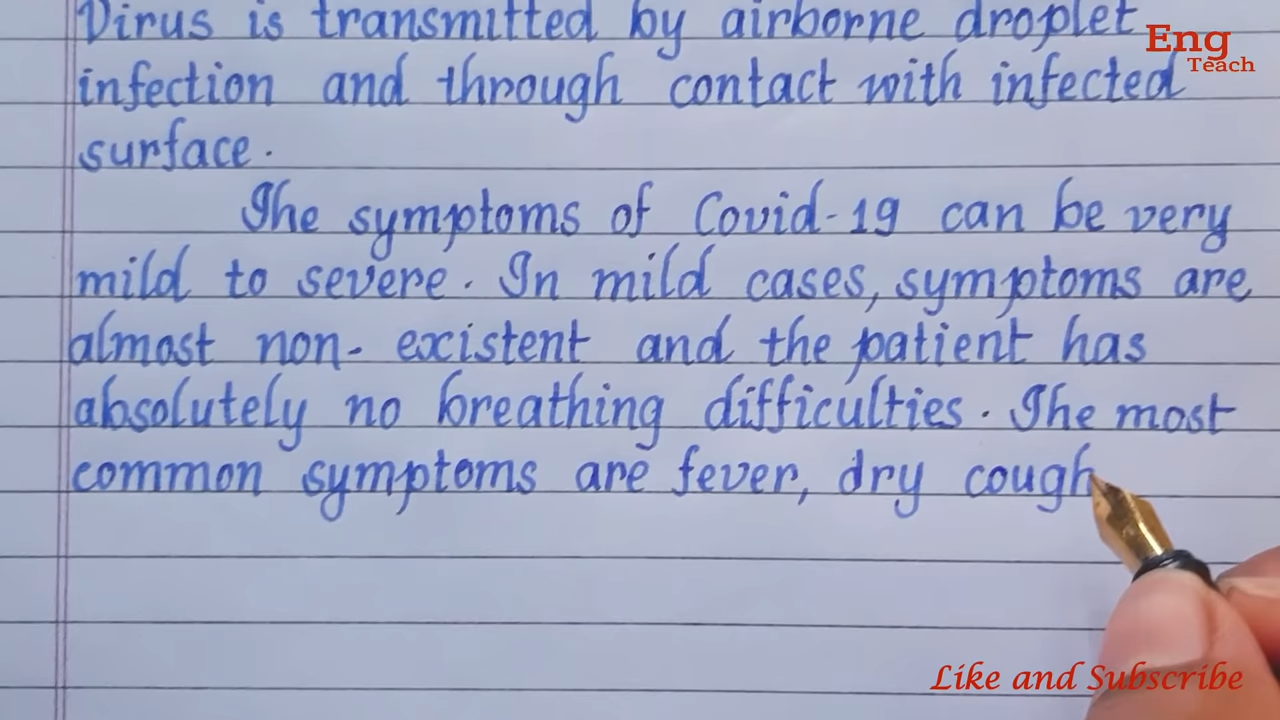 Virus is transmitted by airborne droplet
Eng
Teach
infection and through contact with infected
surface.
The symptoms of Covid-19 can be very
mild to severe. In mild cases, symptoms are
almost non-existent and the patient has
absolutely no breathing difficulties. The most
common symptoms are fever, dry cough
Like and Subscribe